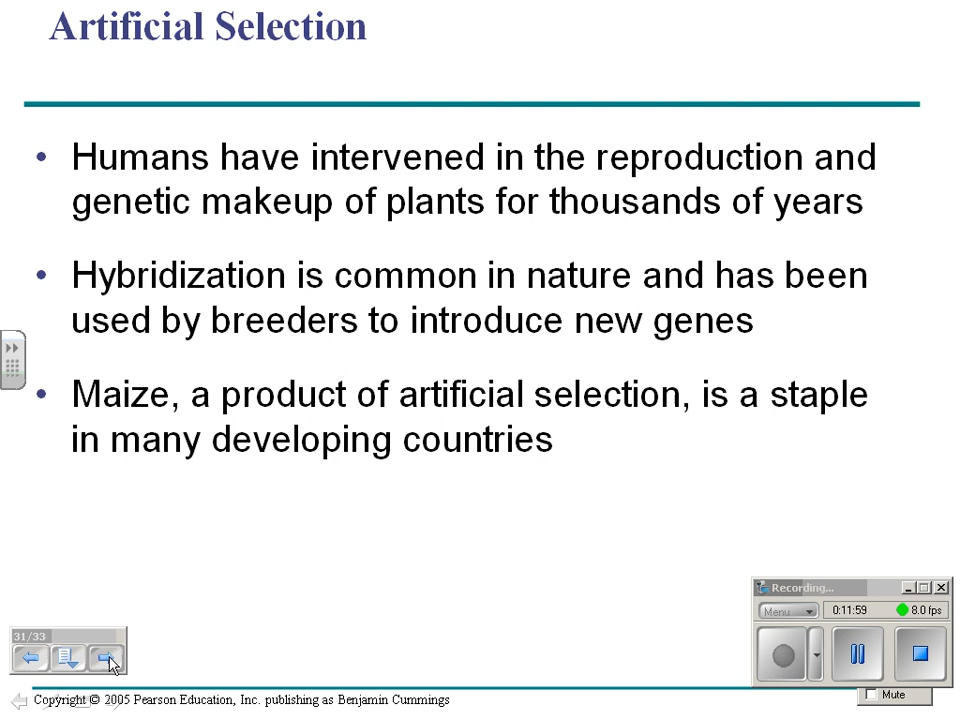 Artificial Selection
• Humans have intervened in the reproduction and
genetic makeup of plants for thousands of years
• Hybridization is common in nature and has been
used by breeders to introduce new genes
• Maize, a product of artificial selection, is a staple
in many developing countries
Recording...
Menu 0:11:59 8.0 fps
31/33
Mute
Copyright © 2005 Pearson Education, Inc. publishing as Benjamin Cummings